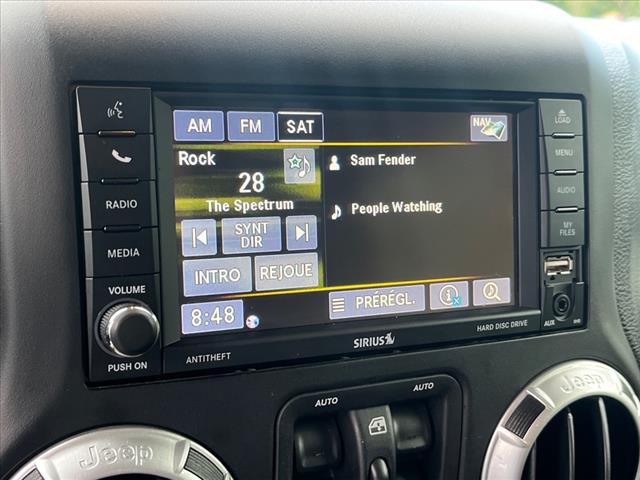 AM FM SAT NAV
Rock
28
The Spectrum
SYNT
DIR
INTRO REJOUE
Sam Fender
People Watching
8:48
PRÉRÉGL.
RADIO
MEDIA
VOLUME
PUSH ON
LOAD
MENU
AUDIO
MY
FILES
AUX
ANTITHEFT
SIRIUS
HARD DISC DRIVE
AUTO
AUTO
Jeep
Jeep